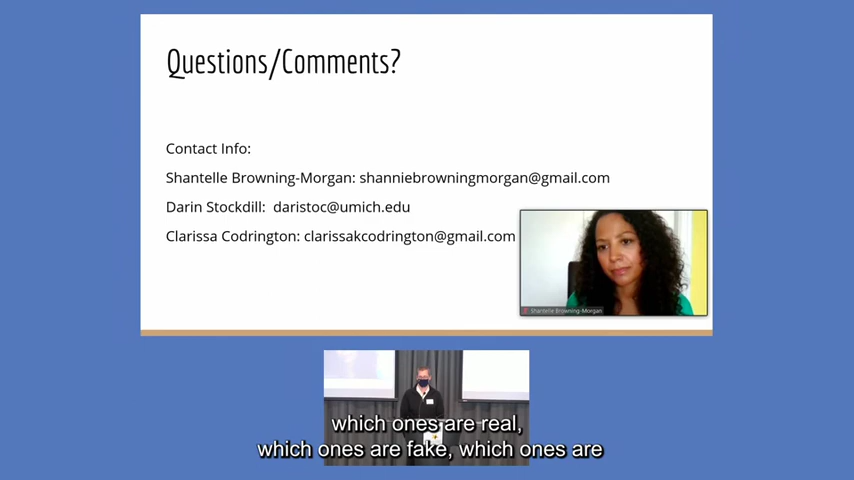 Questions/Comments?
Contact Info:
Shantelle Browning-Morgan: shanniebrowningmorgan@gmail.com
Darin Stockdill: daristoc@umich.edu
Clarissa Codrington: clarissakcodrington@gmail.com
Shantelle Browning-Morgan
which ones are real,
which ones are fake, which ones are